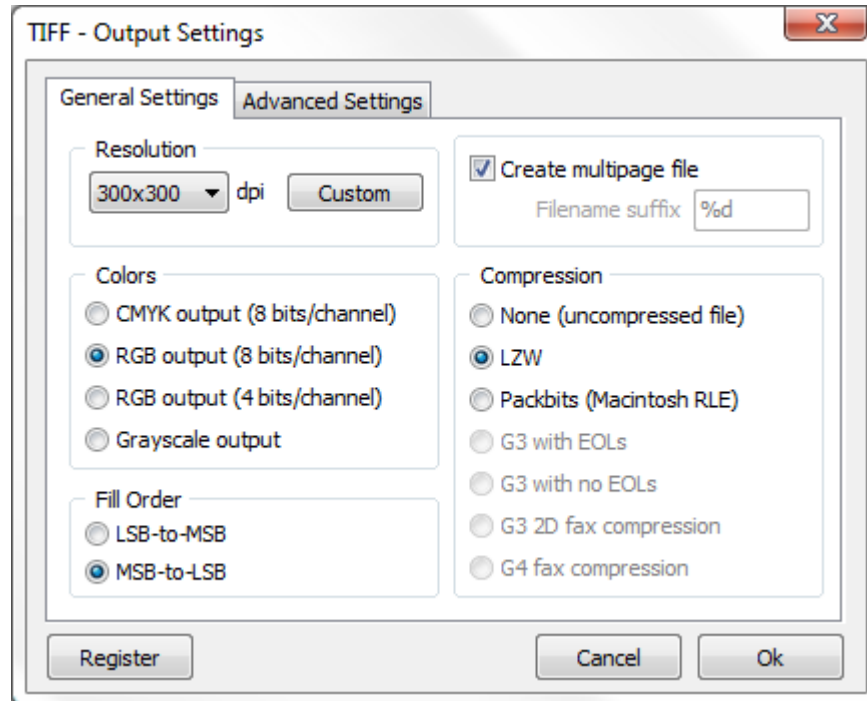 TIFF - Output Settings
General Settings
Advanced Settings
Resolution
300x300 dpi Custom
Create multipage file
Filename suffix %d
Colors
CMYK output (8 bits/channel)
RGB output (8 bits/channel)
RGB output (4 bits/channel)
Grayscale output
Fill Order
LSB-to-MSB
MSB-to-LSB
Compression
None (uncompressed file)
LZW
Packbits (Macintosh RLE)
G3 with EOLs
G3 with no EOLs
G3 2D fax compression
G4 fax compression
Register
Cancel
Ok